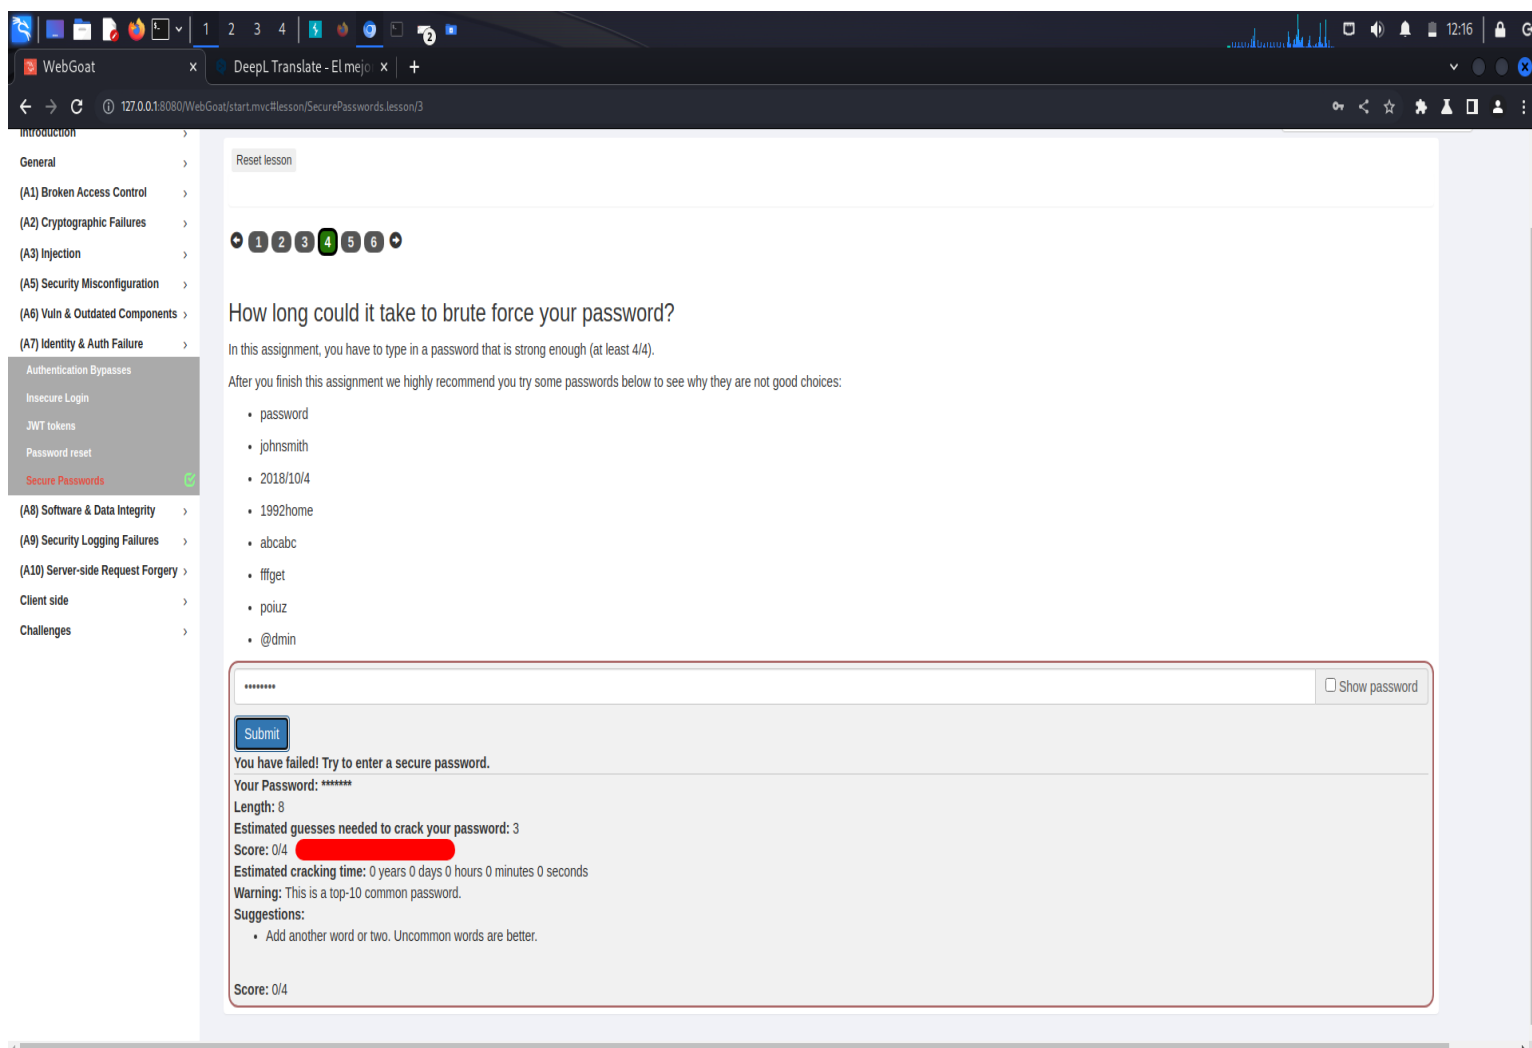 1 2 3 4
2
12:16
WebGoat
DeepL Translate - El mejo
127.0.0.1:8080/WebGoat/start.mvc#lesson/SecurePasswords.lesson/3
Introduction
General
(A1) Broken Access Control
(A2) Cryptographic Failures
(A3) Injection
(A5) Security Misconfiguration
(A6) Vuln & Outdated Components
(A7) Identity & Auth Failure
Authentication Bypasses
Insecure Login
JWT tokens
Password reset
Secure Passwords
(A8) Software & Data Integrity
(A9) Security Logging Failures
(A10) Server-side Request Forgery
Client side
Challenges
Reset lesson
1 2 3 4 5 6
How long could it take to brute force your password?
In this assignment, you have to type in a password that is strong enough (at least 4/4).
After you finish this assignment we highly recommend you try some passwords below to see why they are not good choices:
• password
• johnsmith
• 2018/10/4
• 1992home
• abcabc
• fffget
• poiuz
• @dmin
••••••••
Show password
Submit
You have failed! Try to enter a secure password.
Your Password: *******
Length: 8
Estimated guesses needed to crack your password: 3
Score: 0/4
Estimated cracking time: 0 years 0 days 0 hours 0 minutes 0 seconds
Warning: This is a top-10 common password.
Suggestions:
• Add another word or two. Uncommon words are better.
Score: 0/4